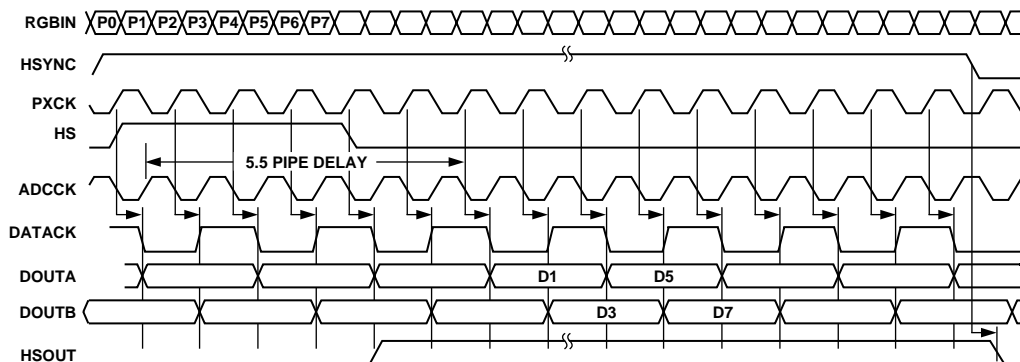 RGBIN P0 P1 P2 P3 P4 P5 P6 P7
HSYNC
PXCK
HS
5.5 PIPE DELAY
ADCCK
DATACK
DOUTA D1 D5
DOUTB D3 D7
HSOUT